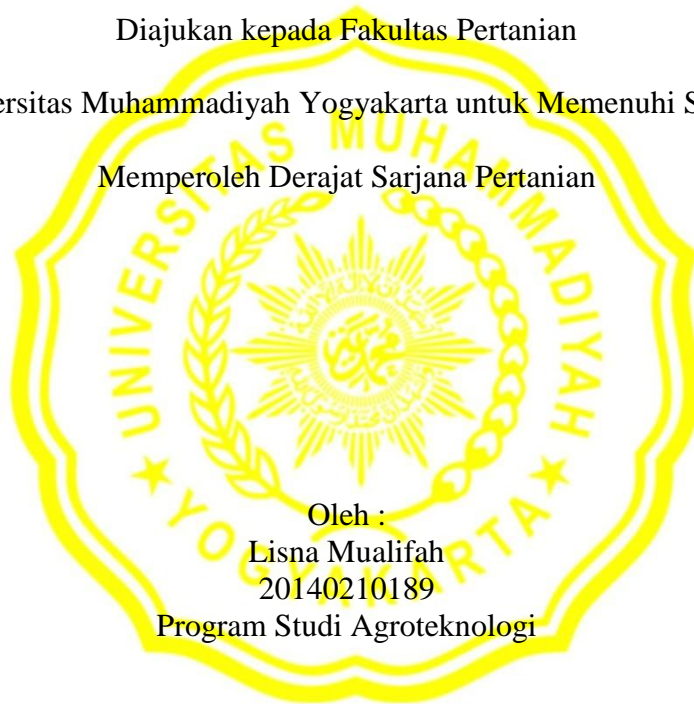 Diajukan kepada Fakultas Pertanian
ersitas Muhammadiyah Yogyakarta untuk Memenuhi S
Memperoleh Derajat Sarjana Pertanian
UNIVERSITAS MUHAMMADIYAH
YOGYAKARTA
Oleh :
Lisna Mualifah
20140210189
Program Studi Agroteknologi